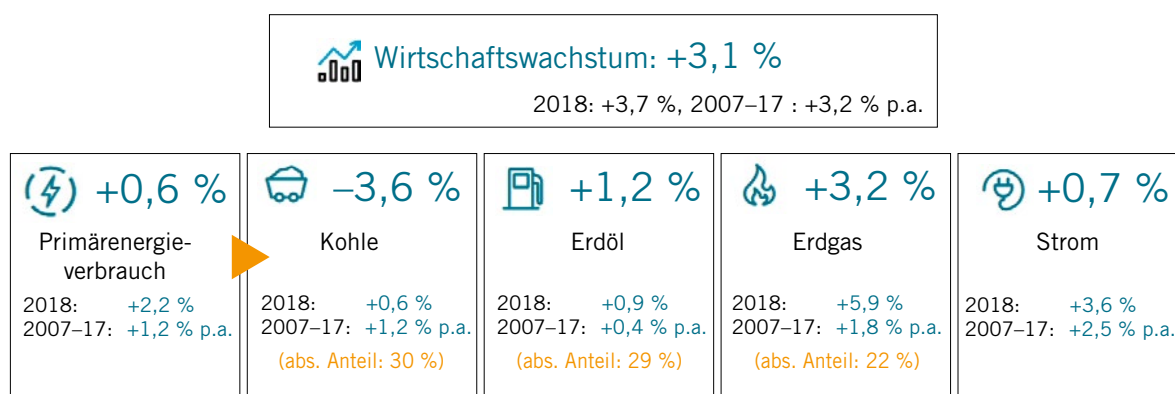 Wirtschaftswachstum: +3,1 %
2018: +3,7 %, 2007–17 : +3,2 % p.a.
+0,6 %
Primärenergie-
verbrauch
2018: +2,2 %
2007–17: +1,2 % p.a.
–3,6 %
Kohle
2018: +0,6 %
2007–17: +1,2 % p.a.
(abs. Anteil: 30 %)
+1,2 %
Erdöl
2018: +0,9 %
2007–17: +0,4 % p.a.
(abs. Anteil: 29 %)
+3,2 %
Erdgas
2018: +5,9 %
2007–17: +1,8 % p.a.
(abs. Anteil: 22 %)
+0,7 %
Strom
2018: +3,6 %
2007–17: +2,5 % p.a.